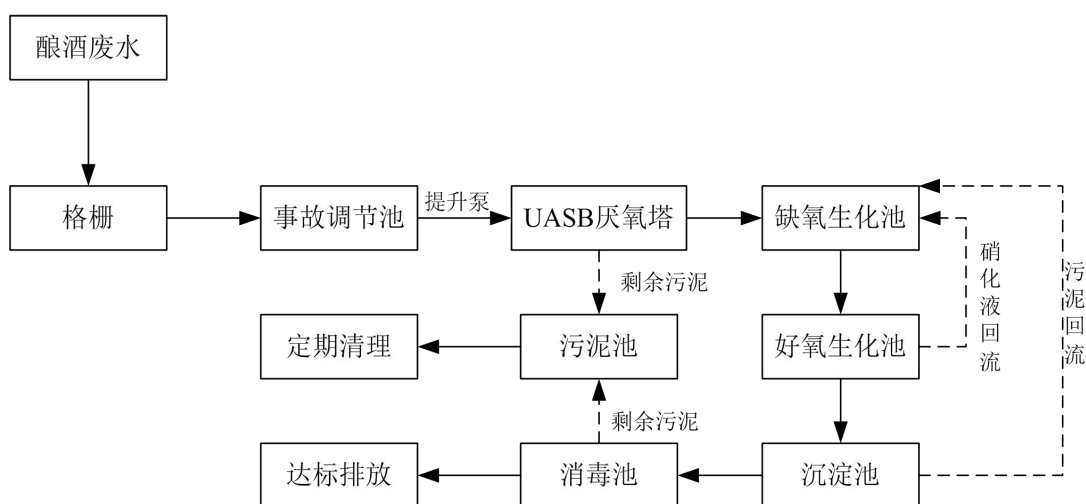 酿酒废水
格栅
事故调节池
提升泵
UASB厌氧塔
缺氧生化池
剩余污泥
硝化液回流
污泥回流
定期清理
污泥池
好氧生化池
剩余污泥
达标排放
消毒池
沉淀池